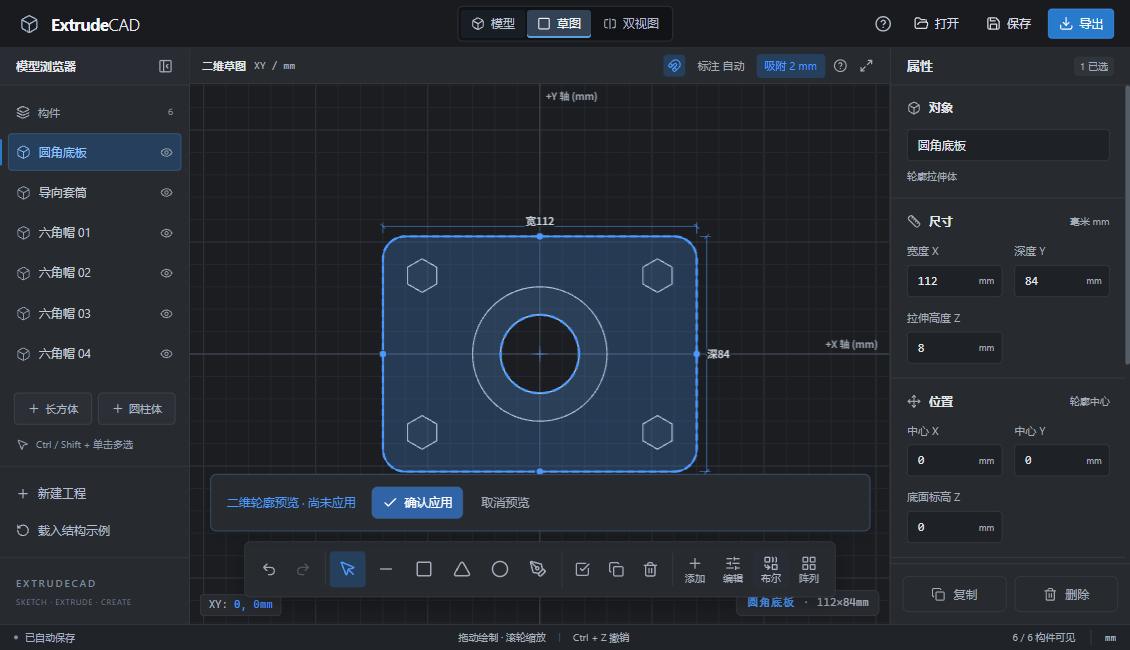 ExtrudeCAD
模型
草图
双视图
打开
保存
导出
模型浏览器
构件
6
圆角底板
导向套筒
六角帽 01
六角帽 02
六角帽 03
六角帽 04
长方体
圆柱体
Ctrl / Shift + 单击多选
新建工程
载入结构示例
EXTRUDECAD
SKETCH · EXTRUDE · CREATE
二维草图 XY / mm
标注 自动
吸附 2 mm
+Y 轴 (mm)
宽112
+X 轴 (mm)
深84
二维轮廓预览 · 尚未应用
确认应用
取消预览
添加
编辑
布尔
阵列
XY: 0, 0mm
圆角底板 · 112×84mm
属性
1 已选
对象
圆角底板
轮廓拉伸体
尺寸
毫米 mm
宽度 X
深度 Y
112 mm
84 mm
拉伸高度 Z
8 mm
位置
轮廓中心
中心 X
中心 Y
0 mm
0 mm
底面标高 Z
0 mm
复制
删除
已自动保存
拖动绘制 · 滚轮缩放
Ctrl + Z 撤销
6 / 6 构件可见
mm